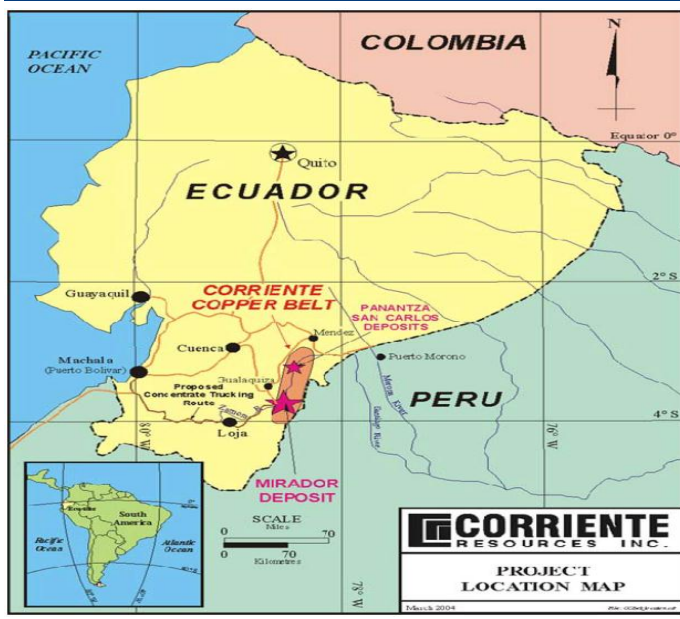 PACIFIC
OCEAN
COLOMBIA
N
Equator 0°
Quito
ECUADOR
2° S
CORRIENTE
COPPER BELT
Guayaquil
PANANTZA
SAN CARLOS
DEPOSITS
Mendez
Cuenca
Puerto Morono
Machala
(Puerto Bolivar)
Gualaquiza
Proposed
Concentrate Trucking
Route
PERU
Zamora
Loja
4° S
80° W
76° W
MIRADOR
DEPOSIT
Ecuador
South
America
Pacific
Ocean
Atlantic
Ocean
SCALE
Miles
0 70
0 70
Kilometres
78° W
CORRIENTE
RESOURCES INC.
PROJECT
LOCATION MAP
March 2004